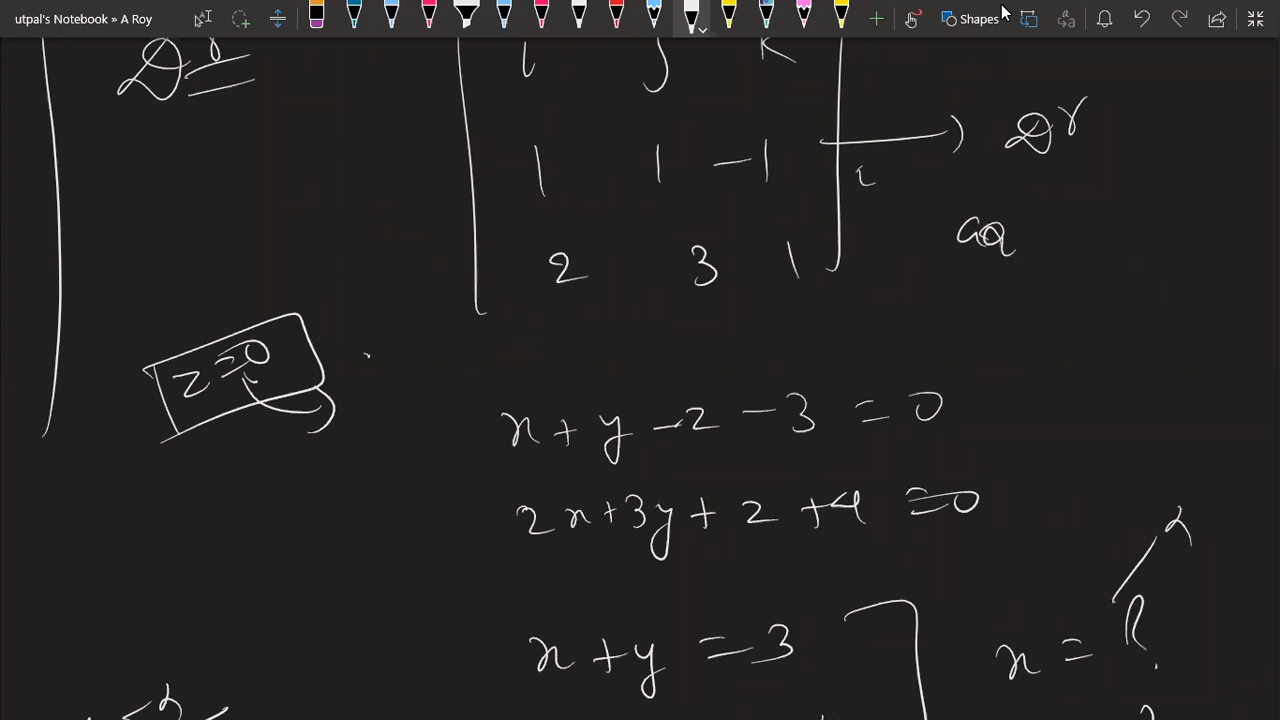 utpal's Notebook » A Roy
Shapes
Dr
i j k
1 1 -1
2 3 1
Dr
z=0
x + y - z - 3 = 0
2x + 3y + z + 4 = 0
x + y = 3
x = ?